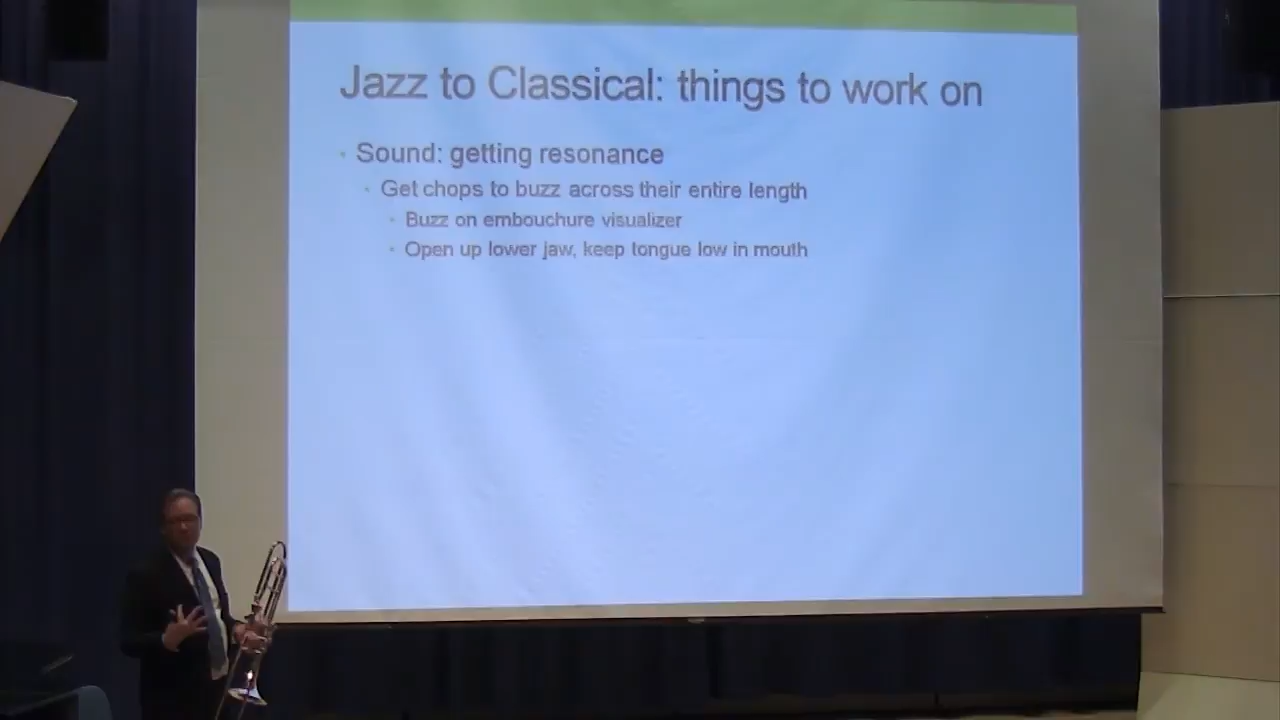 Jazz to Classical: things to work on
Sound: getting resonance
Get chops to buzz across their entire length
Buzz on embouchure visualizer
Open up lower jaw, keep tongue low in mouth